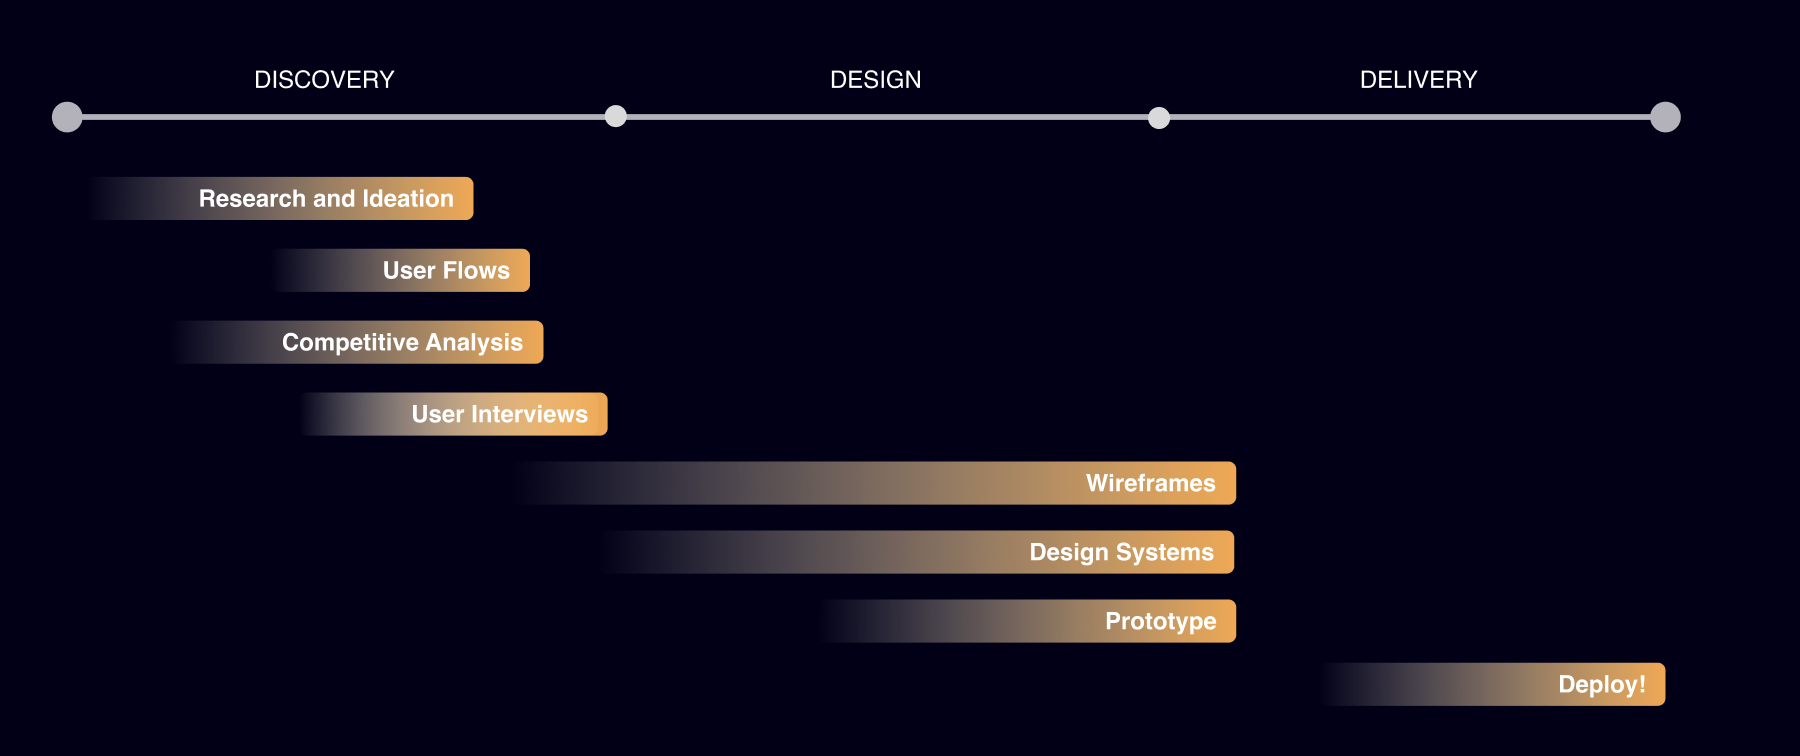 DISCOVERY
DESIGN
DELIVERY
Research and Ideation
User Flows
Competitive Analysis
User Interviews
Wireframes
Design Systems
Prototype
Deploy!